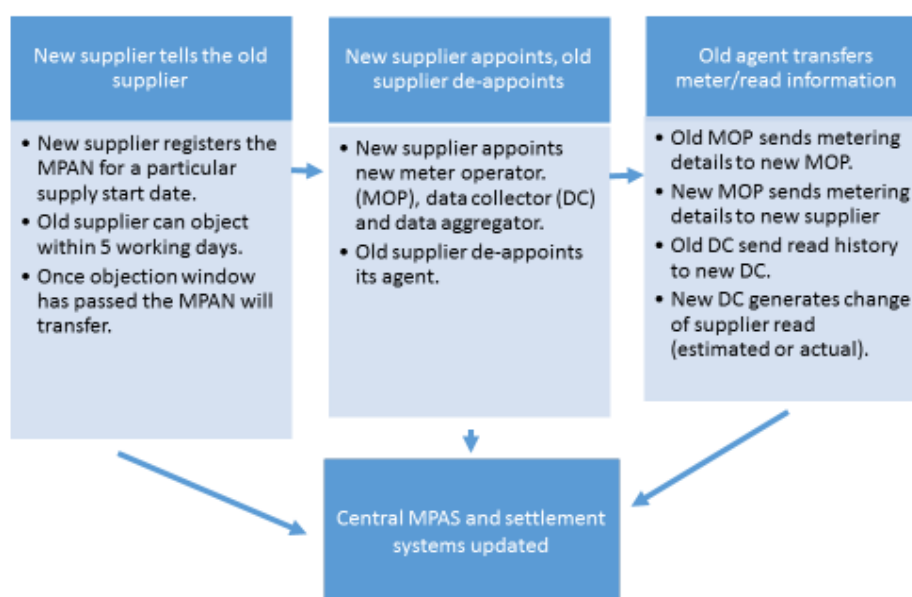 New supplier tells the old
supplier
• New supplier registers the
MPAN for a particular
supply start date.
• Old supplier can object
within 5 working days.
• Once objection window
has passed the MPAN will
transfer.
New supplier appoints, old
supplier de-appoints
• New supplier appoints
new meter operator.
(MOP), data collector (DC)
and data aggregator.
• Old supplier de-appoints
its agent.
Old agent transfers
meter/read information
• Old MOP sends metering
details to new MOP.
• New MOP sends metering
details to new supplier
• Old DC send read history
to new DC.
• New DC generates change
of supplier read
(estimated or actual).
Central MPAS and settlement
systems updated